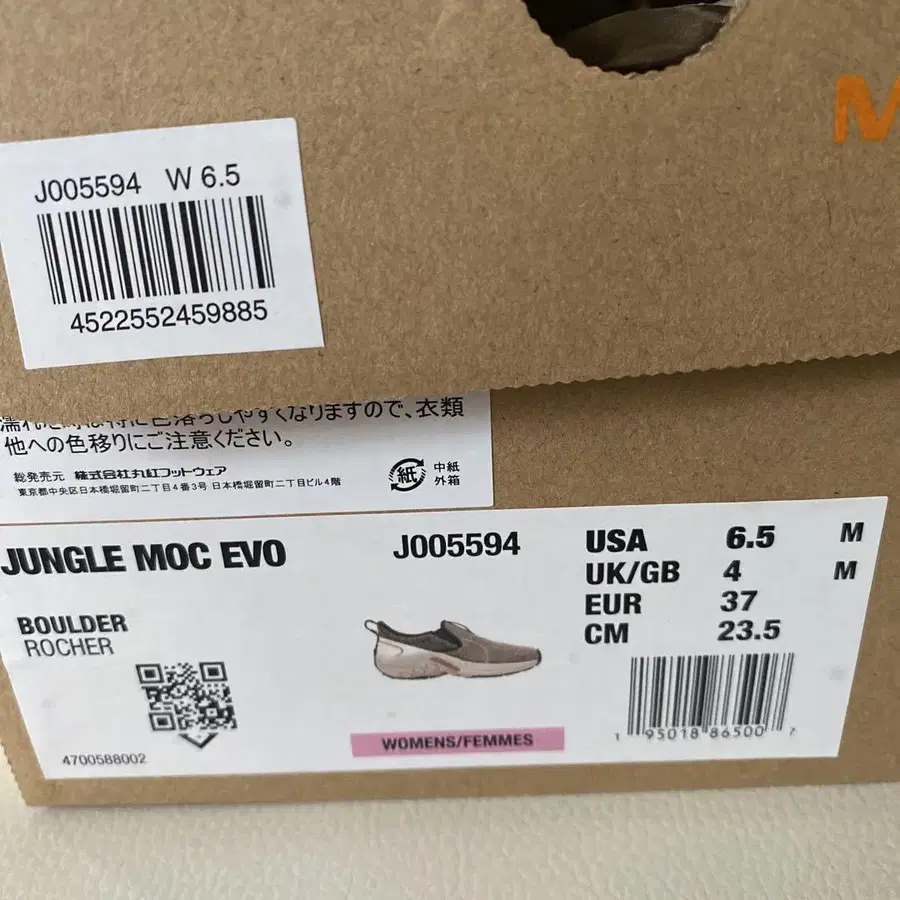 M
J005594 W 6.5
4522552459885
他への色移りにご注意ください。
総発売元 株式会社丸紅フットウェア
東京都中央区日本橋堀留町二丁目4番3号 日本橋堀留町二丁目ビル4階
紙
中紙
外箱
JUNGLE MOC EVO
J005594
BOULDER
ROCHER
4700588002
WOMENS/FEMMES
USA 6.5 M
UK/GB 4 M
EUR 37
CM 23.5
1 95018 86500 7